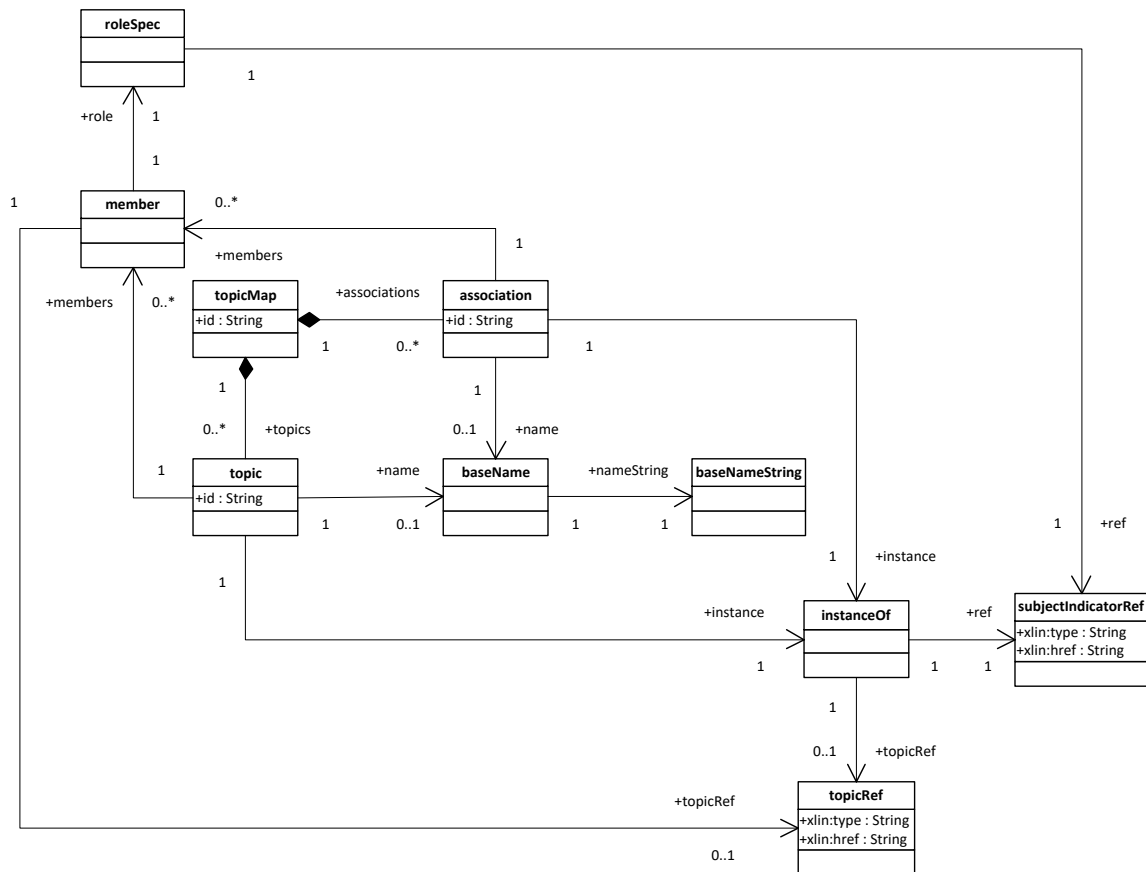 roleSpec
1
+role
1
1
member
1
0..*
1
+members
+members
0..*
topicMap
+id : String
+associations
1
0..*
association
+id : String
1
1
0..*
+topics
1
0..1
+name
1
topic
+id : String
+name
1
0..1
baseName
1
+nameString
1
baseNameString
1
1
+instance
1
+ref
1
+instance
1
instanceOf
+ref
1
1
subjectIndicatorRef
+xlin:type : String
+xlin:href : String
1
0..1
+topicRef
+topicRef
0..1
topicRef
+xlin:type : String
+xlin:href : String